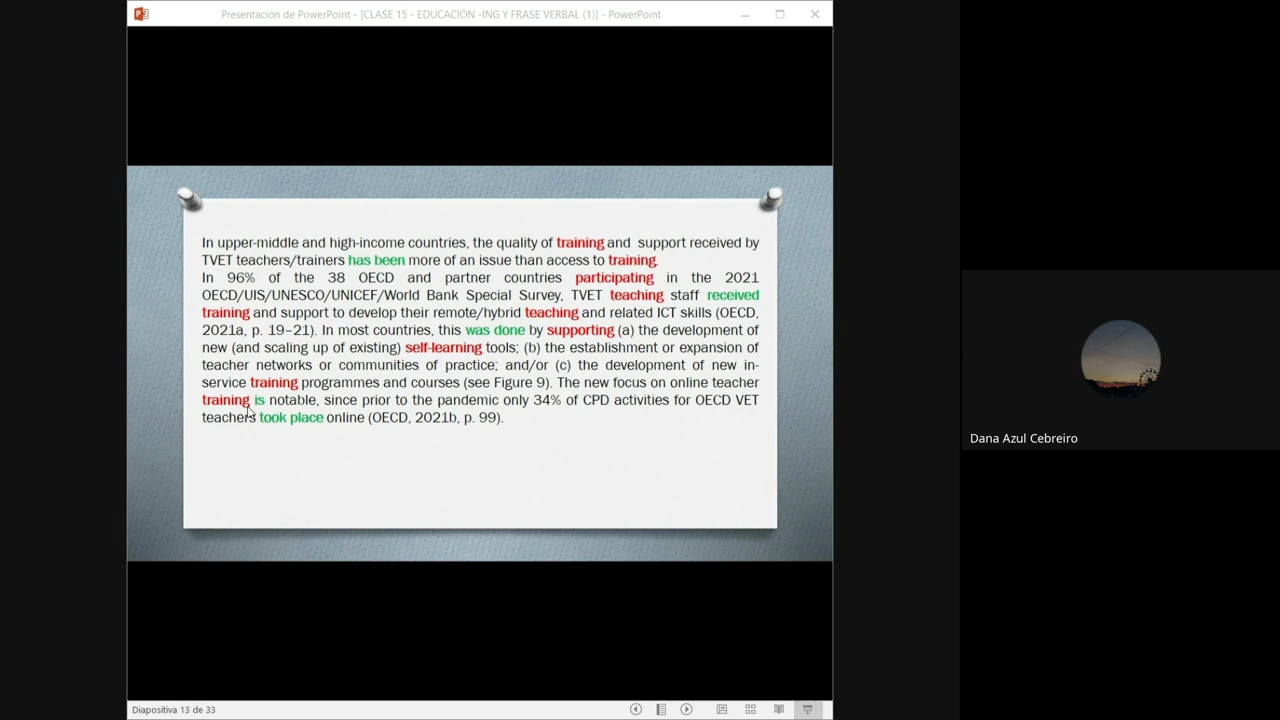 Presentación de PowerPoint - [CLASE 15 - EDUCACIÓN -ING Y FRASE VERBAL (1)] - PowerPoint
In upper-middle and high-income countries, the quality of training and support received by
TVET teachers/trainers has been more of an issue than access to training.
In 96% of the 38 OECD and partner countries participating in the 2021
OECD/UIS/UNESCO/UNICEF/World Bank Special Survey, TVET teaching staff received
training and support to develop their remote/hybrid teaching and related ICT skills (OECD,
2021a, p. 19–21). In most countries, this was done by supporting (a) the development of
new (and scaling up of existing) self-learning tools; (b) the establishment or expansion of
teacher networks or communities of practice; and/or (c) the development of new in-
service training programmes and courses (see Figure 9). The new focus on online teacher
training is notable, since prior to the pandemic only 34% of CPD activities for OECD VET
teachers took place online (OECD, 2021b, p. 99).
Dana Azul Cebreiro
Diapositiva 13 de 33